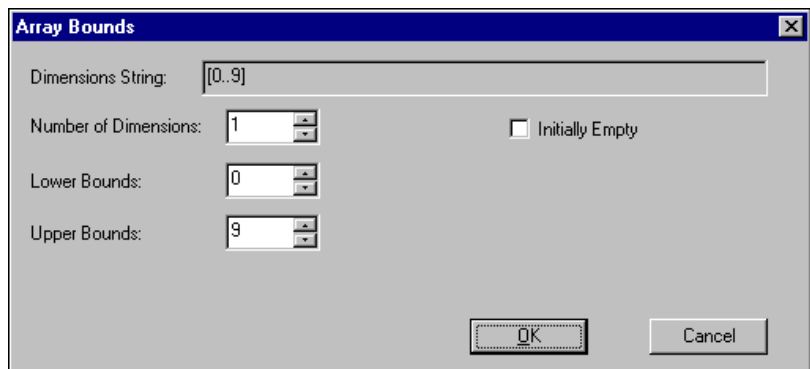 Array Bounds
Dimensions String: [0..9]
Number of Dimensions: 1 Initially Empty
Lower Bounds: 0
Upper Bounds: 9
OK Cancel